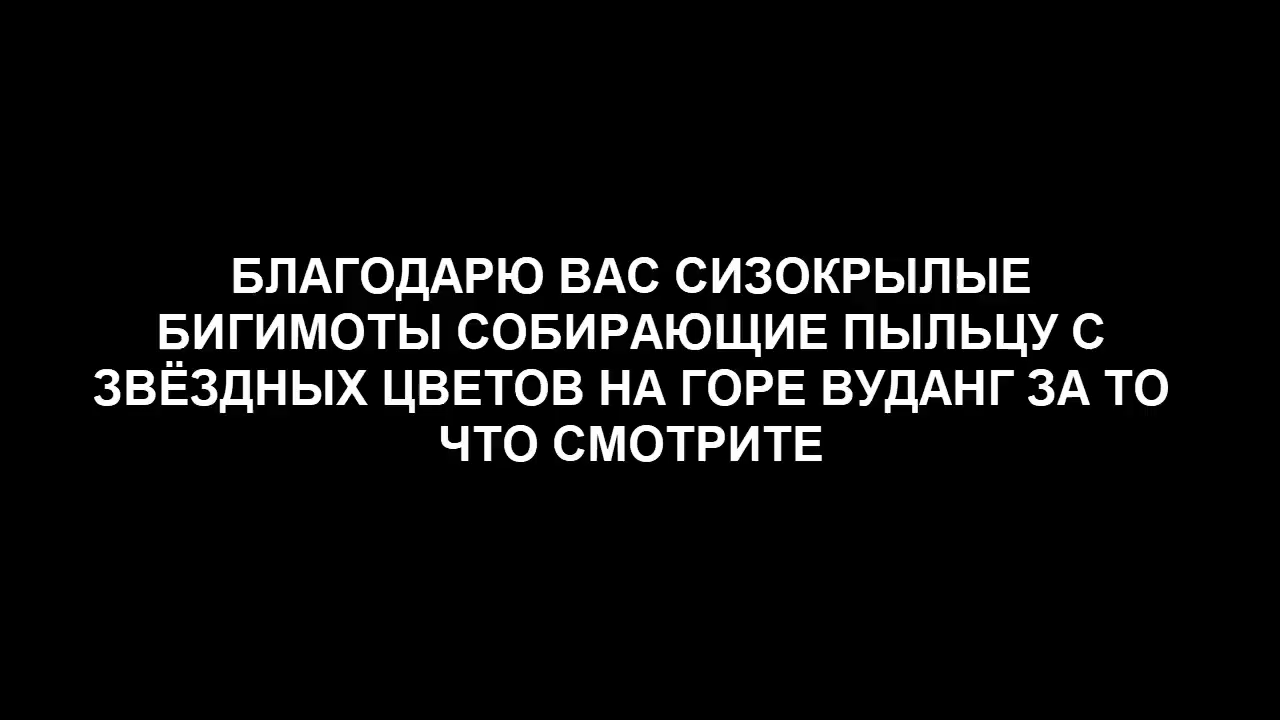 БЛАГОДАРЮ ВАС СИЗОКРЫЛЫЕ
БИГИМОТЫ СОБИРАЮЩИЕ ПЫЛЬЦУ С
ЗВЁЗДНЫХ ЦВЕТОВ НА ГОРЕ ВУДАНГ ЗА ТО
ЧТО СМОТРИТЕ